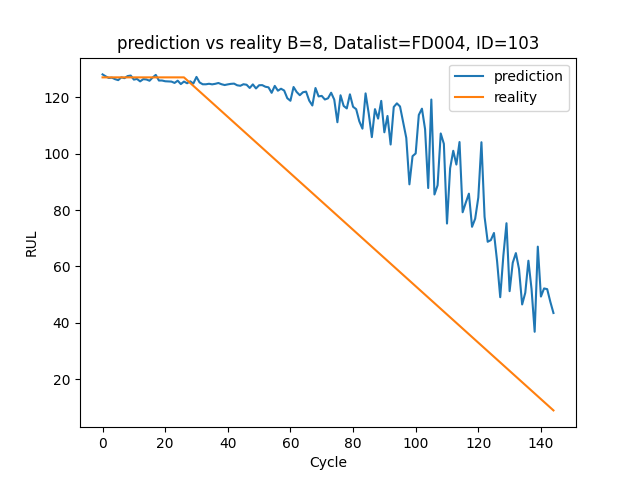 prediction vs reality B=8, Datalist=FD004, ID=103
prediction
reality
RUL
120
100
80
60
40
20
0 20 40 60 80 100 120 140
Cycle